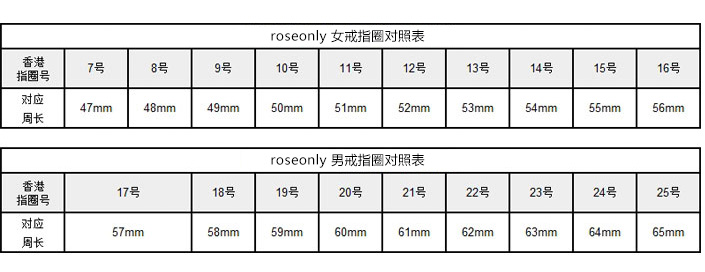 roseonly 女戒指圈对照表
香港
指圈号 7号 8号 9号 10号 11号 12号 13号 14号 15号 16号
对应
周长 47mm 48mm 49mm 50mm 51mm 52mm 53mm 54mm 55mm 56mm
roseonly 男戒指圈对照表
香港
指圈号 17号 18号 19号 20号 21号 22号 23号 24号 25号
对应
周长 57mm 58mm 59mm 60mm 61mm 62mm 63mm 64mm 65mm